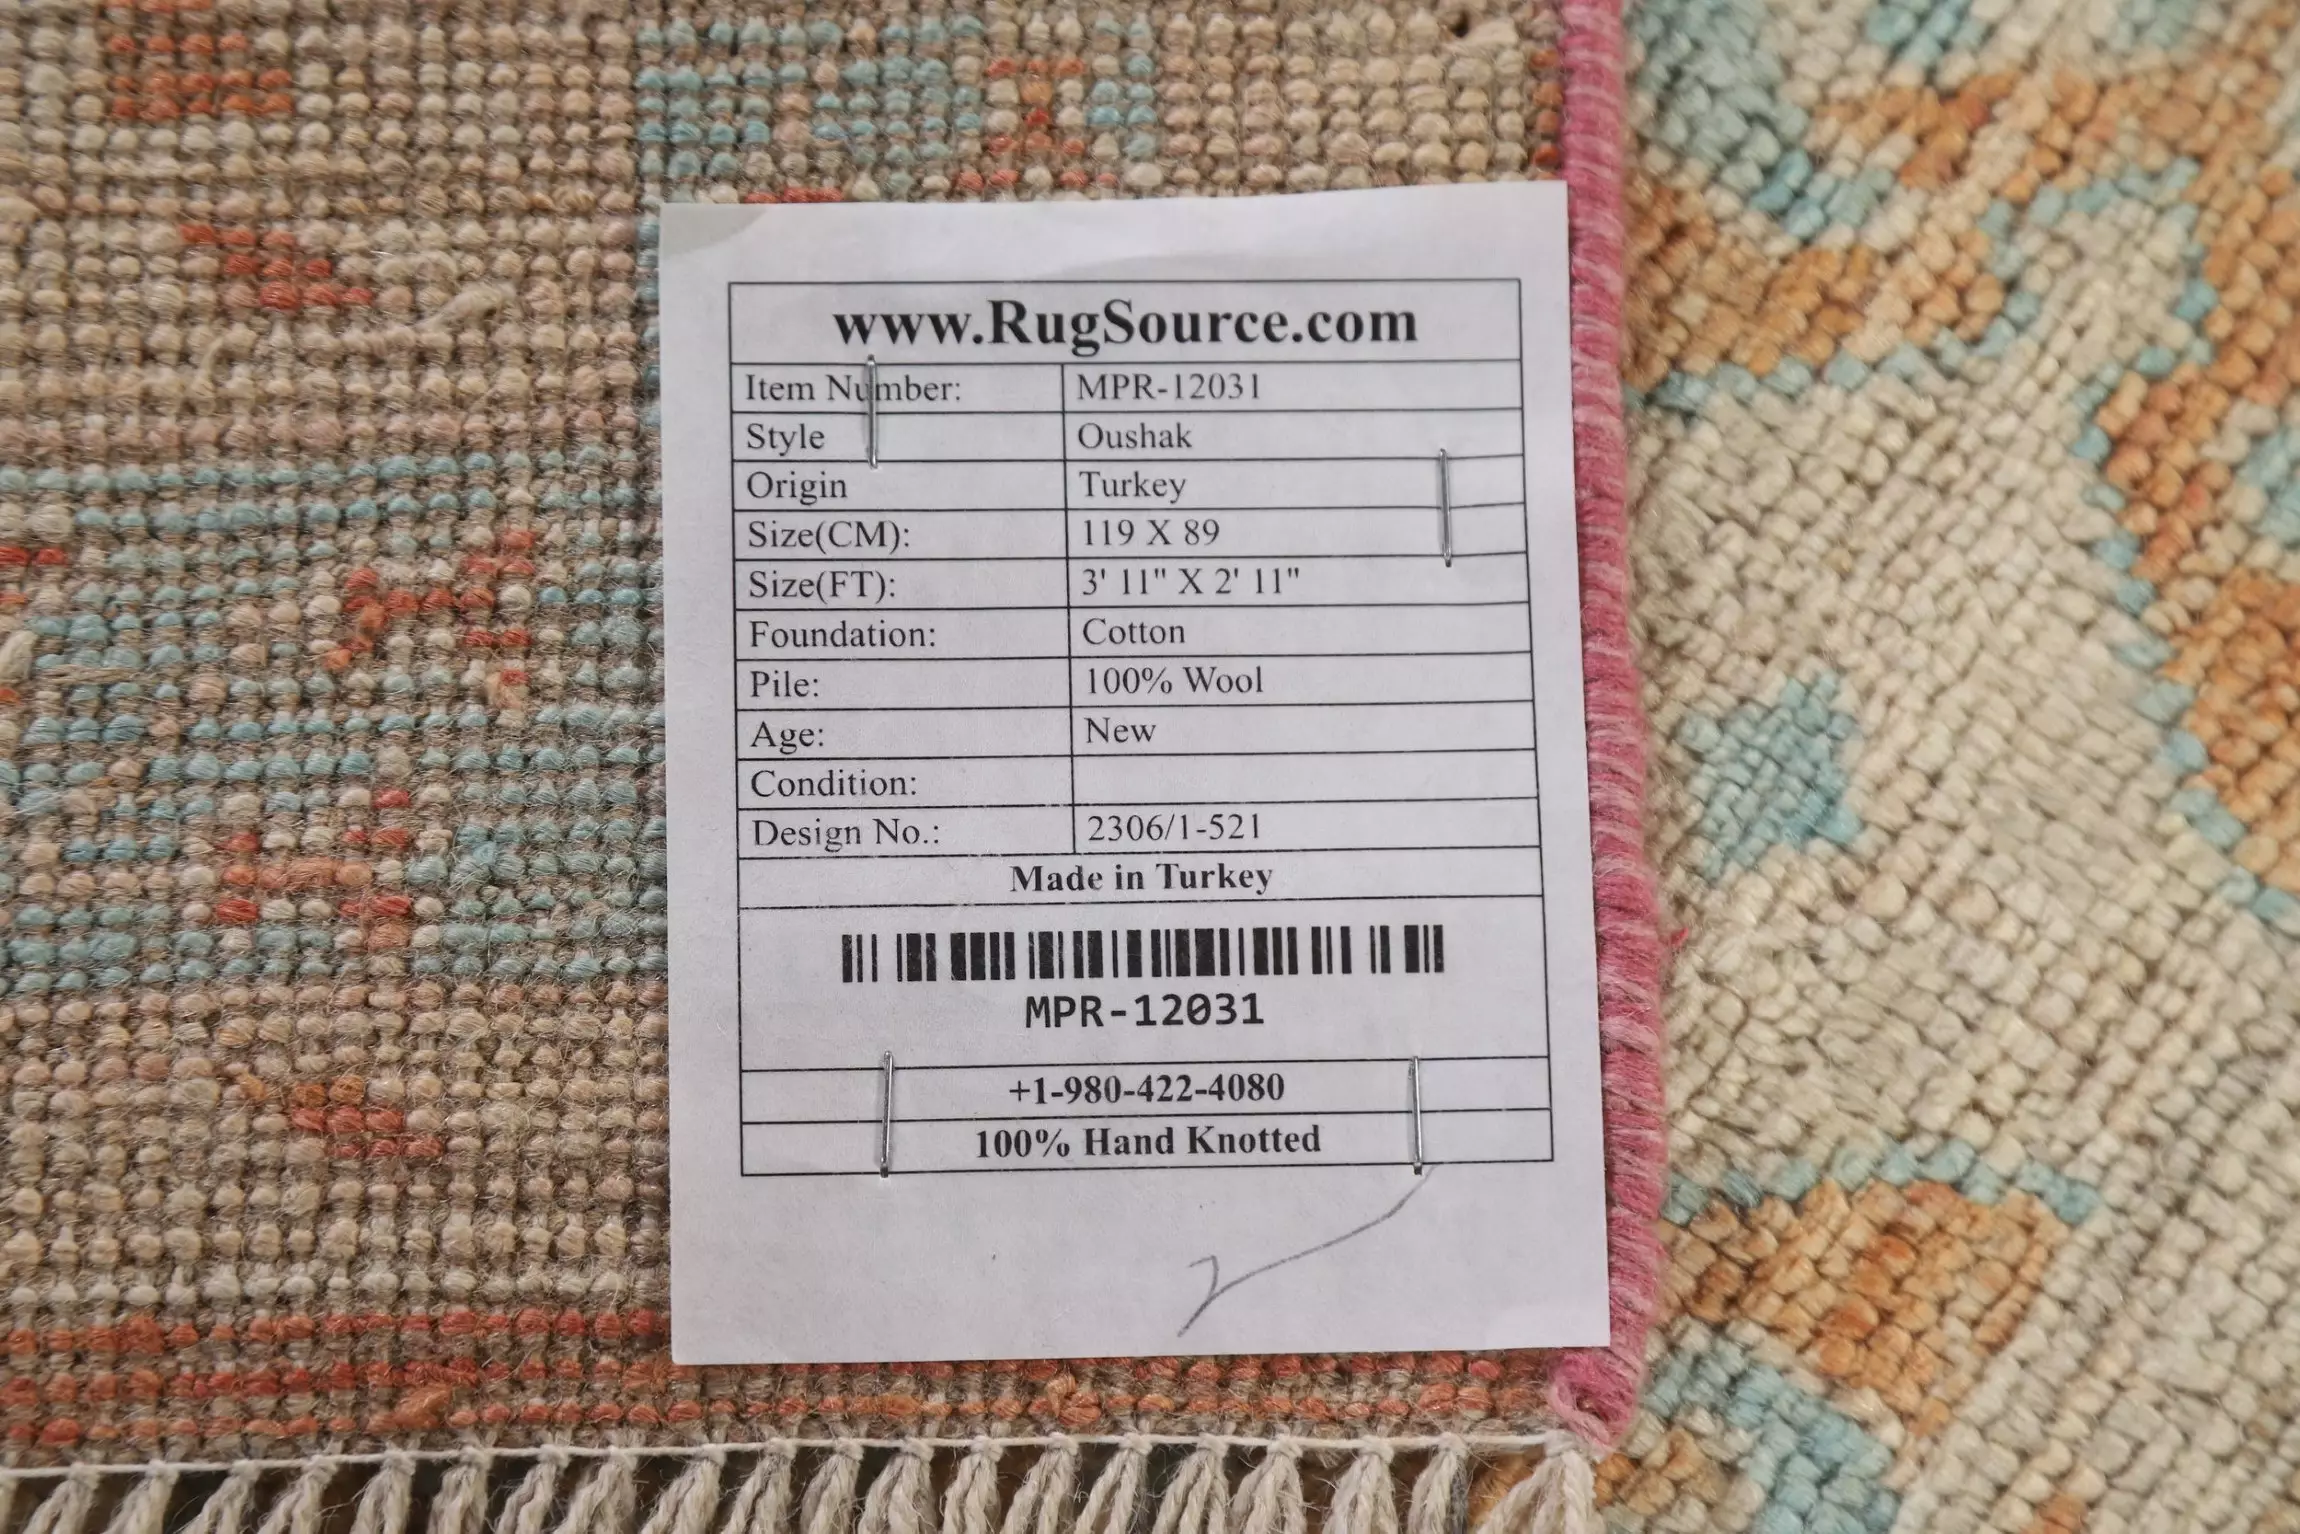 www.RugSource.com
Item Number: MPR-12031
Style Oushak
Origin Turkey
Size(CM): 119 X 89
Size(FT): 3' 11" X 2' 11"
Foundation: Cotton
Pile: 100% Wool
Age: New
Condition:
Design No.: 2306/1-521
Made in Turkey
MPR-12031
+1-980-422-4080
100% Hand Knotted